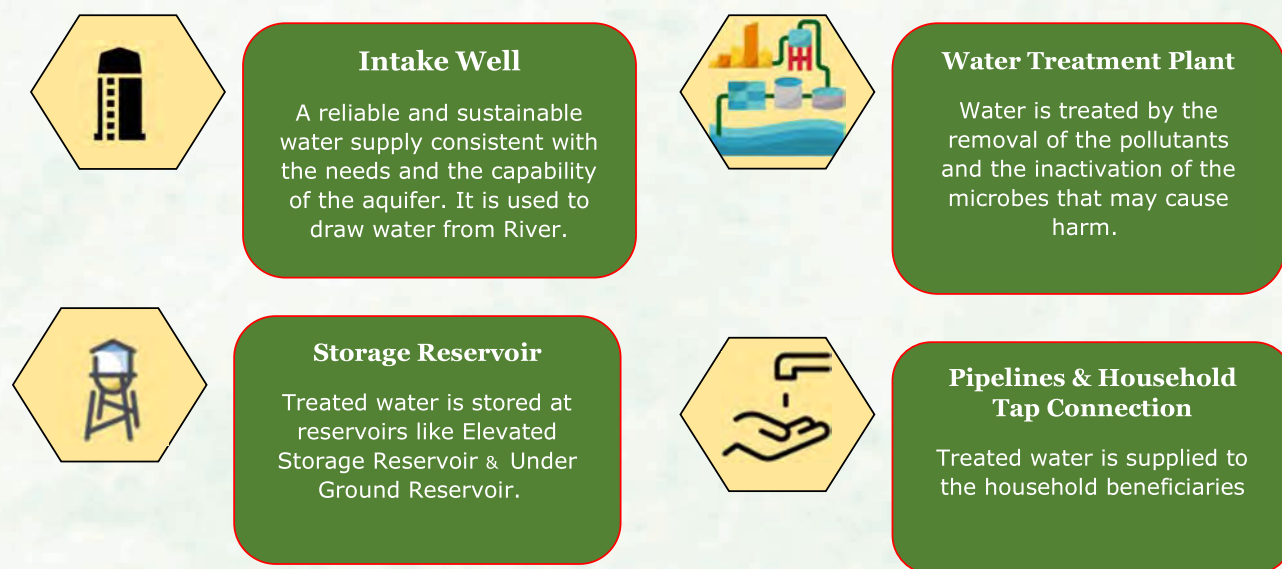 Intake Well
A reliable and sustainable
water supply consistent with
the needs and the capability
of the aquifer. It is used to
draw water from River.
Water Treatment Plant
Water is treated by the
removal of the pollutants
and the inactivation of the
microbes that may cause
harm.
Storage Reservoir
Treated water is stored at
reservoirs like Elevated
Storage Reservoir & Under
Ground Reservoir.
Pipelines & Household
Tap Connection
Treated water is supplied to
the household beneficiaries